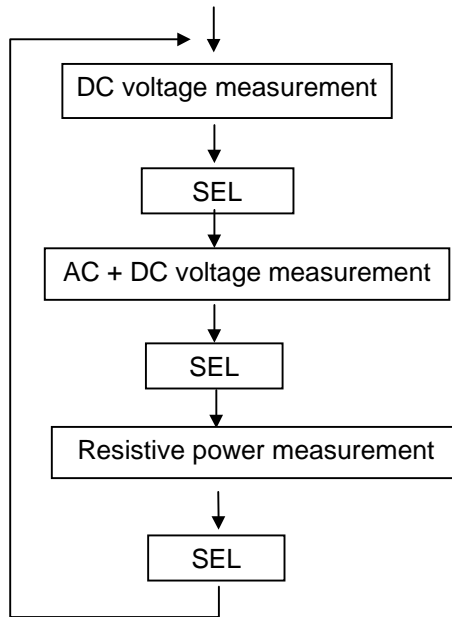 DC voltage measurement
SEL
AC + DC voltage measurement
SEL
Resistive power measurement
SEL